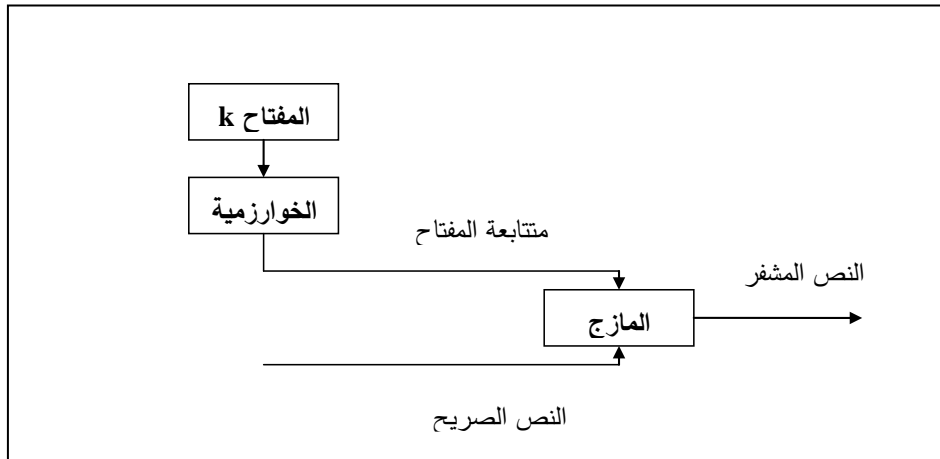 المفتاح k
الخوارزمية
متتابعة المفتاح
النص المشفر
المازج
النص الصريح